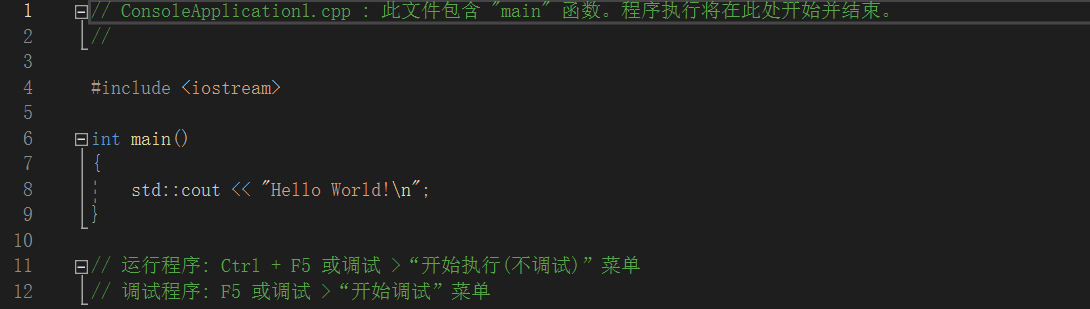 1 // ConsoleApplication1.cpp : 此文件包含 "main" 函数。程序执行将在此处开始并结束。
2 //
3
4 #include <iostream>
5
6 int main()
7 {
8     std::cout << "Hello World!\n";
9 }
10
11 // 运行程序: Ctrl + F5 或调试 >“开始执行(不调试)”菜单
12 // 调试程序: F5 或调试 >“开始调试”菜单